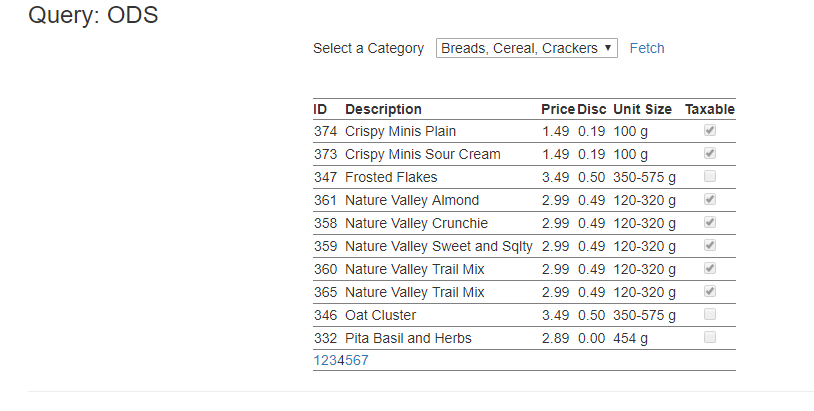 Query: ODS
Select a Category Breads, Cereal, Crackers Fetch
ID Description Price Disc Unit Size Taxable
374 Crispy Minis Plain 1.49 0.19 100 g
373 Crispy Minis Sour Cream 1.49 0.19 100 g
347 Frosted Flakes 3.49 0.50 350-575 g
361 Nature Valley Almond 2.99 0.49 120-320 g
358 Nature Valley Crunchie 2.99 0.49 120-320 g
359 Nature Valley Sweet and Sqlty 2.99 0.49 120-320 g
360 Nature Valley Trail Mix 2.99 0.49 120-320 g
365 Nature Valley Trail Mix 2.99 0.49 120-320 g
346 Oat Cluster 3.49 0.50 350-575 g
332 Pita Basil and Herbs 2.89 0.00 454 g
1234567